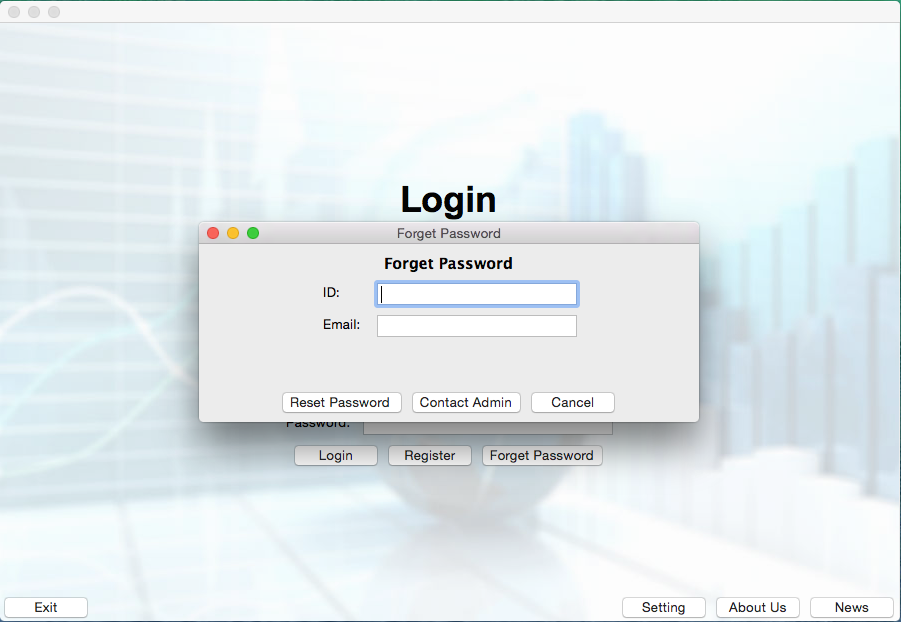 Login
Forget Password
Forget Password
ID:
Email:
Reset Password Contact Admin Cancel
Password:
Login Register Forget Password
Exit Setting About Us News